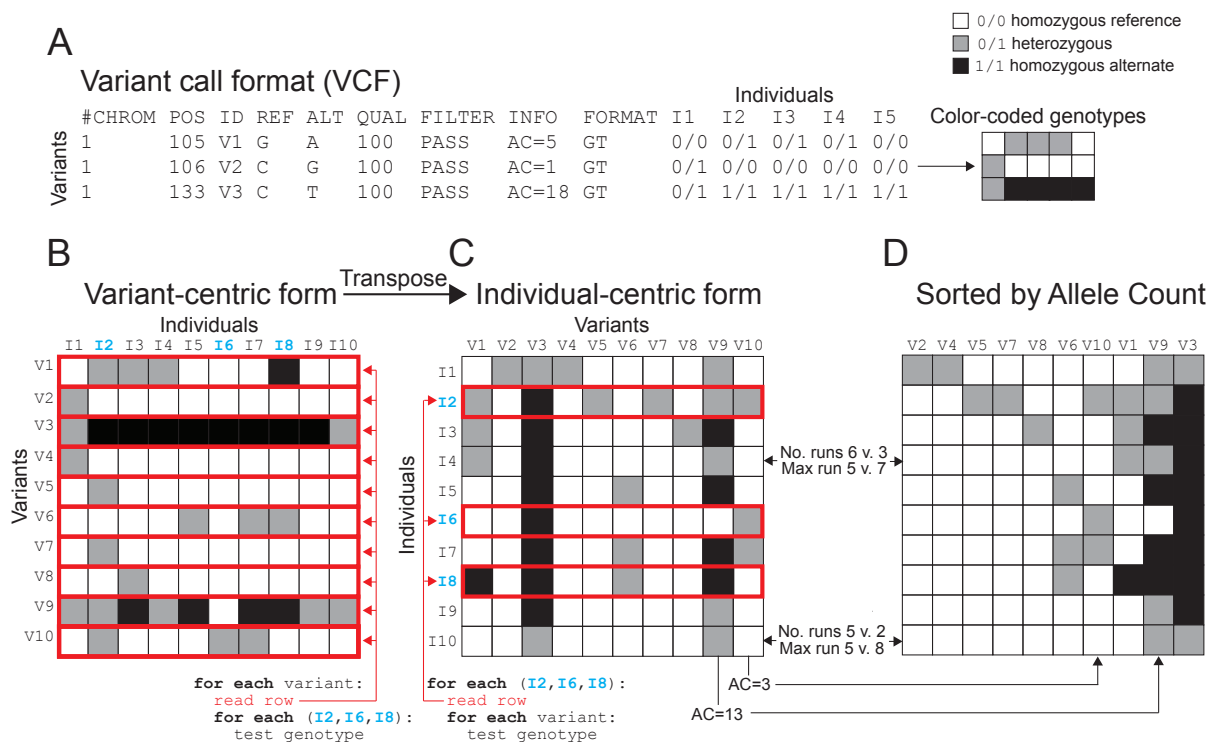 A
Variant call format (VCF)
0/0 homozygous reference
0/1 heterozygous
1/1 homozygous alternate
Individuals
#CHROM POS ID REF ALT QUAL FILTER INFO FORMAT I1 I2 I3 I4 I5
1 105 V1 G A 100 PASS AC=5 GT 0/0 0/1 0/1 0/1 0/0
1 106 V2 C G 100 PASS AC=1 GT 0/1 0/0 0/0 0/0 0/0
1 133 V3 C T 100 PASS AC=18 GT 0/1 1/1 1/1 1/1 1/1
Variants
Color-coded genotypes
B
Variant-centric form
Transpose
Individuals
I1 I2 I3 I4 I5 I6 I7 I8 I9 I10
Variants
V1
V2
V3
V4
V5
V6
V7
V8
V9
V10
for each variant:
read row
for each (I2,I6,I8):
test genotype
C
Individual-centric form
Variants
V1 V2 V3 V4 V5 V6 V7 V8 V9 V10
Individuals
I1
I2
I3
I4
I5
I6
I7
I8
I9
I10
for each (I2,I6,I8):
read row
for each variant:
test genotype
No. runs 6 v. 3
Max run 5 v. 7
No. runs 5 v. 2
Max run 5 v. 8
AC=3
AC=13
D
Sorted by Allele Count
V2 V4 V5 V7 V8 V6 V10 V1 V9 V3